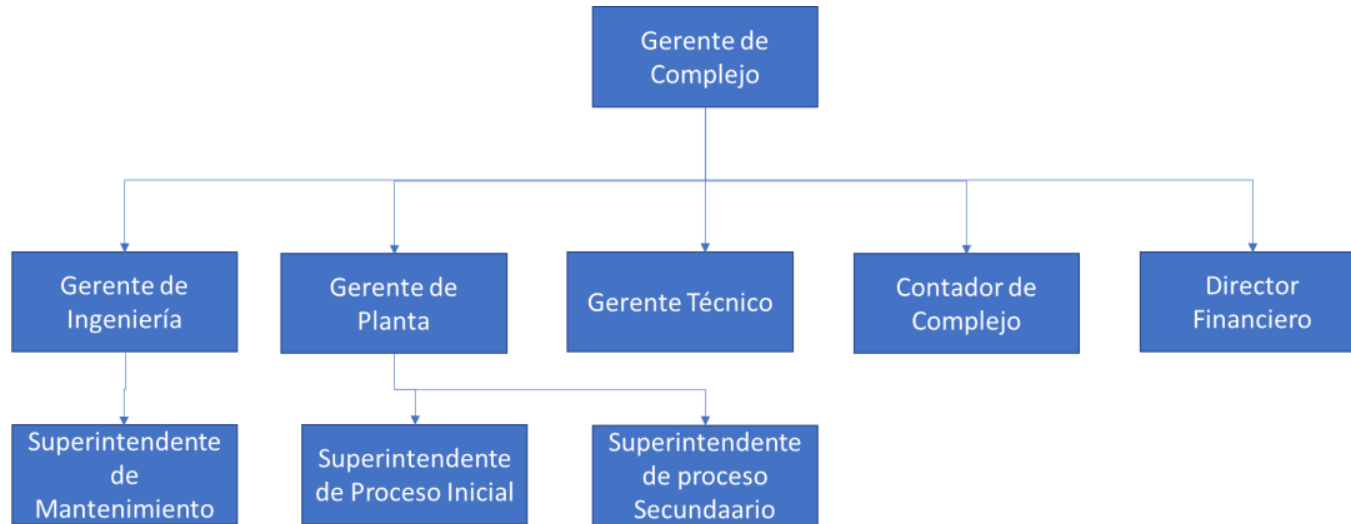 Gerente de
Complejo
Gerente de
Ingeniería
Gerente de
Planta
Gerente Técnico
Contador de
Complejo
Director
Financiero
Superintendente
de
Mantenimiento
Superintendente
de Proceso Inicial
Superintendente
de proceso
Secundaario